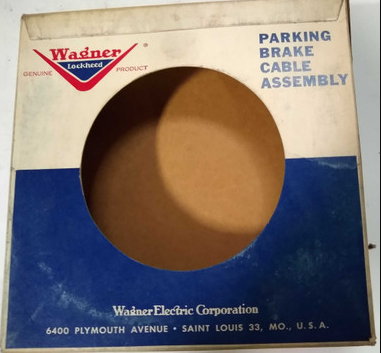 Wagner ®
Lockheed
GENUINE PRODUCT
PARKING
BRAKE
CABLE
ASSEMBLY
Wagner Electric Corporation
6400 PLYMOUTH AVENUE • SAINT LOUIS 33, MO., U. S. A.